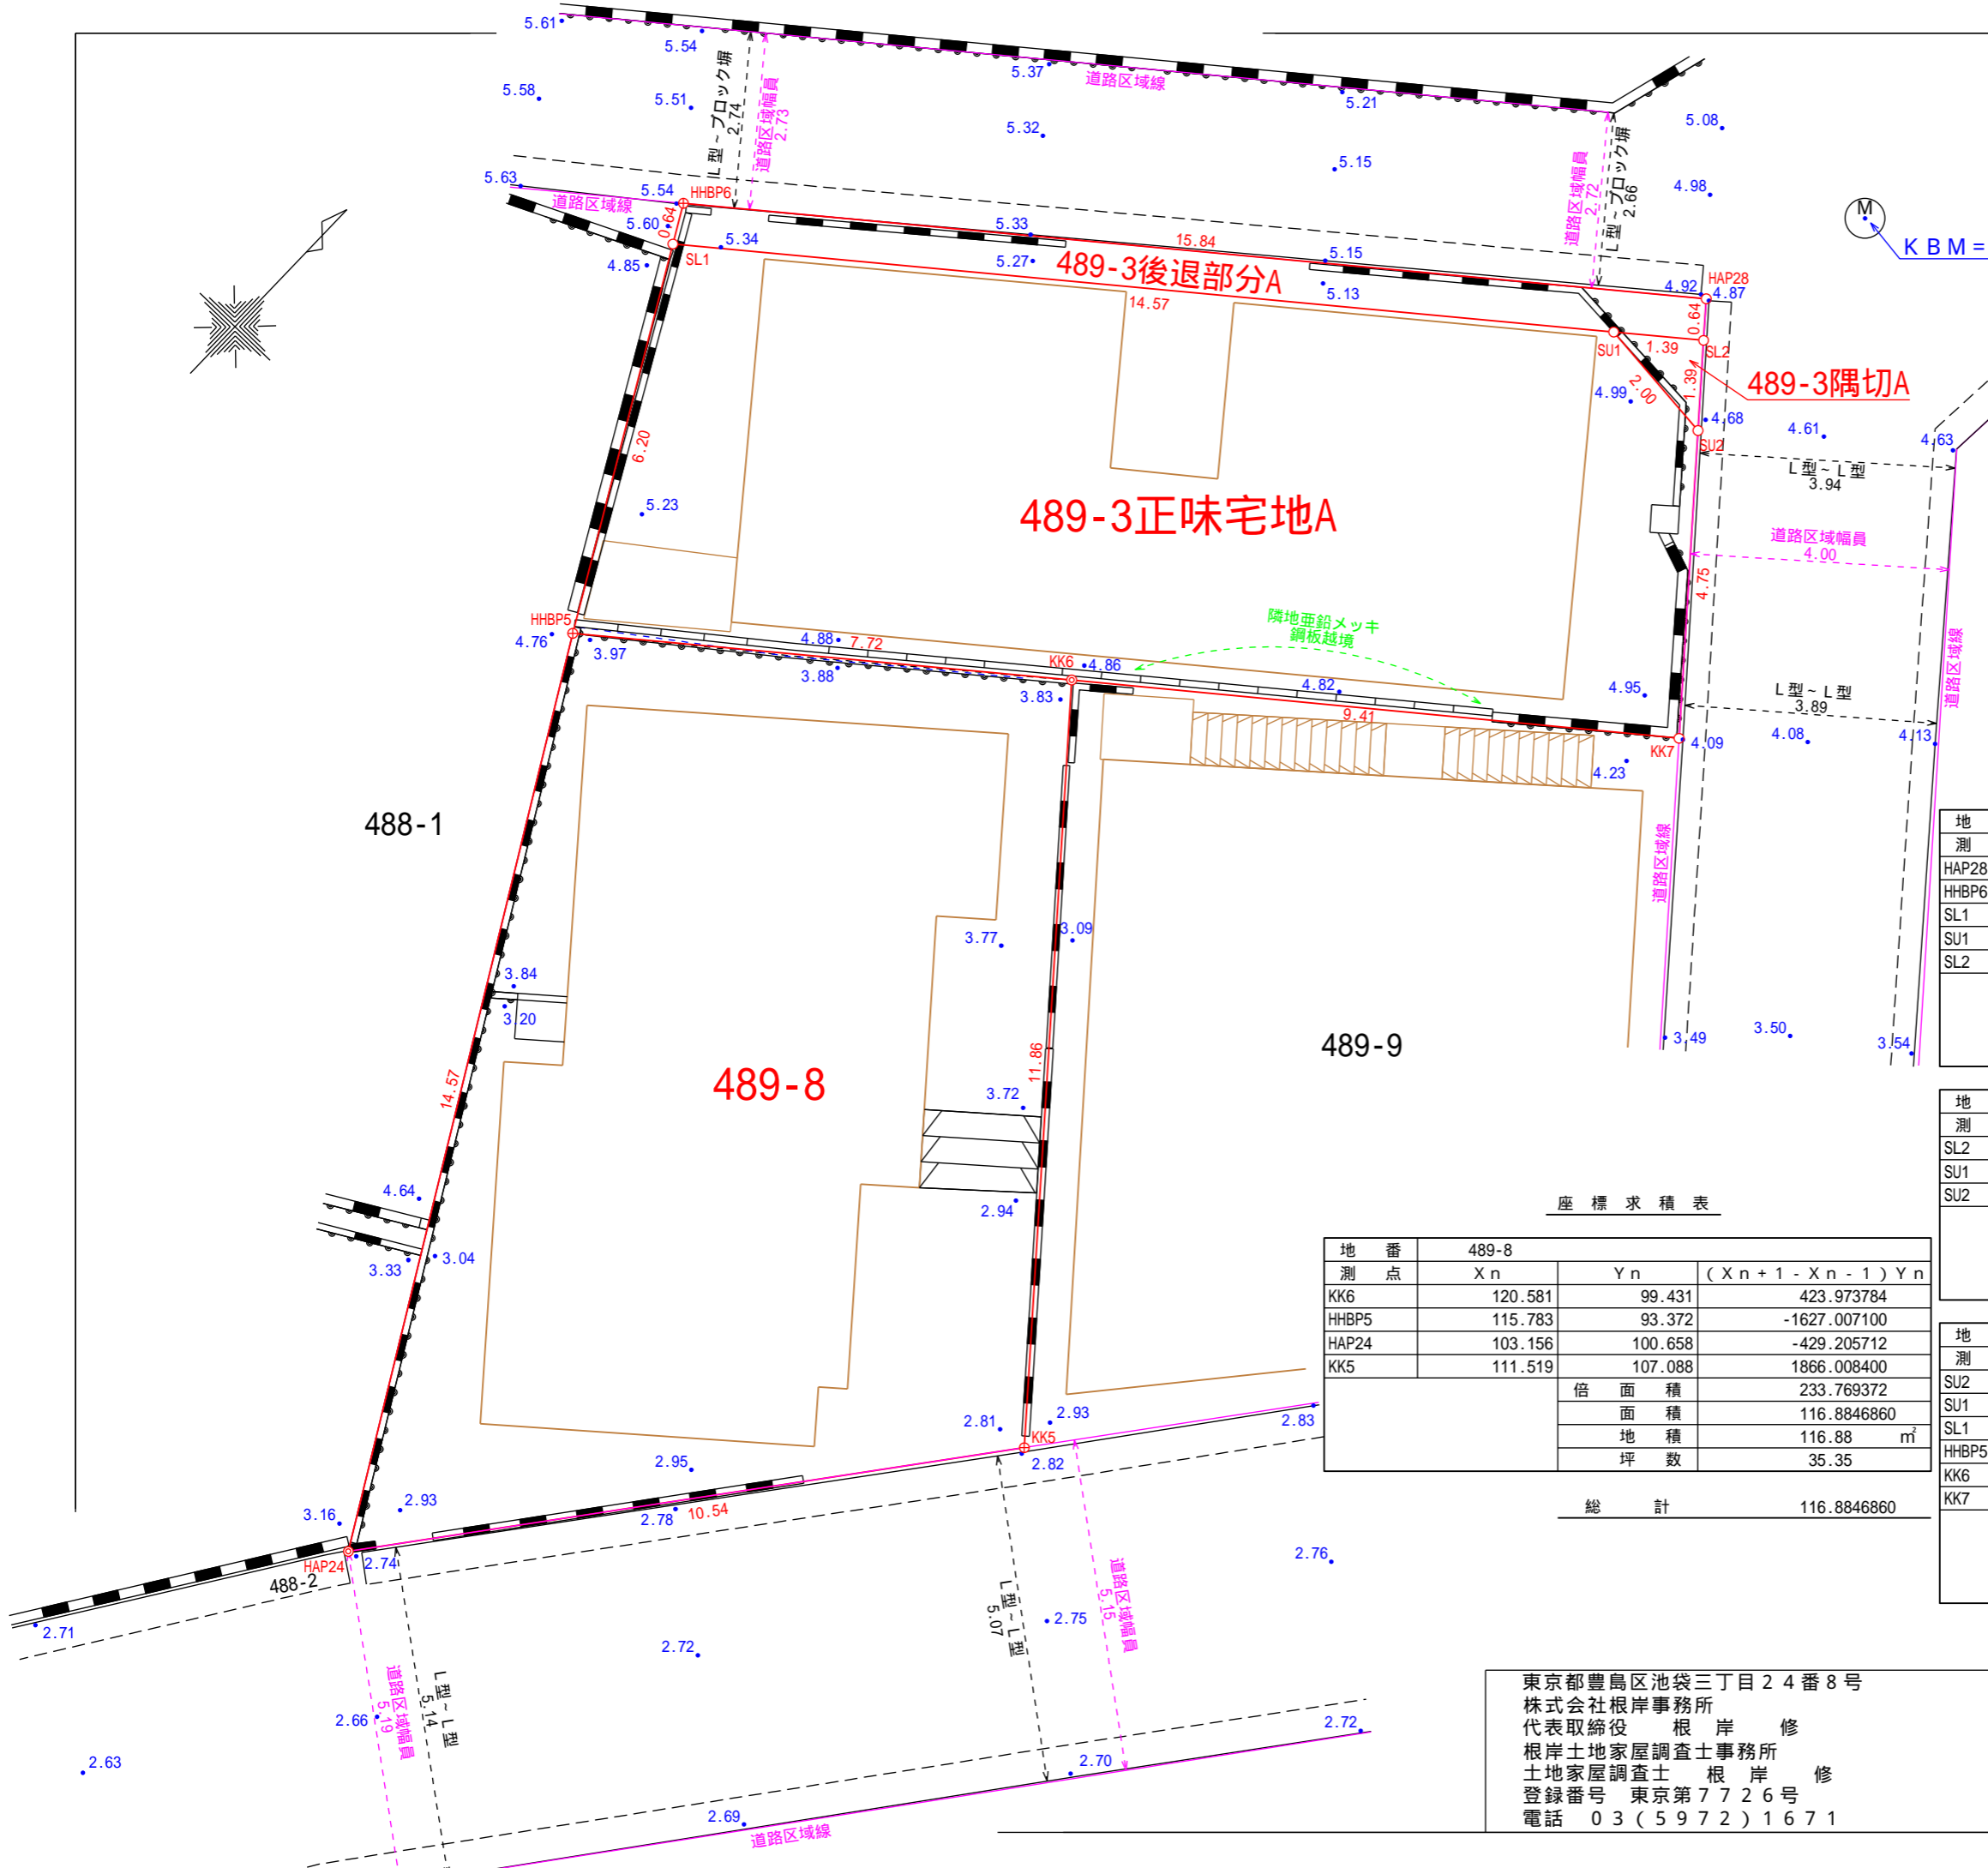 5.61
5.54
5.37
道路区域線
5.21
5.58
5.51
L型~ブロック塀
2.74
道路区域幅員
2.73
5.32
5.15
5.08
4.98
道路区域幅員
2.72
L型~ブロック塀
2.66
M
KBM=
5.63
道路区域線
5.54
HHBP6
5.60
0.64
SL1
5.34
4.85
5.33
5.27
15.84
489-3後退部分A
14.57
5.15
5.13
4.92
HAP28
4.87
0.64
SU1
1.39
SL2
1.39
2.00
489-3隅切A
4.99
4.68
SU2
4.61
4.63
L型~L型
3.94
道路区域幅員
4.00
4.75
6.20
5.23
489-3正味宅地A
隣地亜鉛メッキ
鋼板越境
HHBP5
4.76
3.97
4.88
7.72
3.88
KK6
4.86
3.83
4.82
9.41
4.95
KK7
4.09
4.23
L型~L型
3.89
4.08
4.13
道路区域線
道路区域線
488-1
3.77
3.09
3.84
3.20
489-8
14.57
11.86
489-9
3.49
3.50
3.54
3.72
2.94
4.64
3.33
3.04
2.81
2.93
KK5
2.82
2.83
2.95
2.93
3.16
2.78
10.54
HAP24
2.74
488-2
2.71
道路区域幅員
5.19
L型~L型
5.14
2.66
2.63
2.72
L型~L型
5.07
道路区域幅員
5.15
2.75
2.76
2.70
2.72
2.69
道路区域線
座標求積表
地番 489-8
測点 Xn Yn (Xn+1-Xn-1)Yn
KK6 120.581 99.431 423.973784
HHBP5 115.783 93.372 -1627.007100
HAP24 103.156 100.658 -429.205712
KK5 111.519 107.088 1866.008400
倍面積 233.769372
面積 116.8846860
地積 116.88 ㎡
坪数 35.35
総計 116.8846860
地
測
HAP28
HHBP6
SL1
SU1
SL2
地
測
SL2
SU1
SU2
地
測
SU2
SU1
SL1
HHBP5
KK6
KK7
東京都豊島区池袋三丁目24番8号
株式会社根岸事務所
代表取締役 根岸 修
根岸土地家屋調査士事務所
土地家屋調査士 根岸 修
登録番号 東京第7726号
電話 03(5972)1671